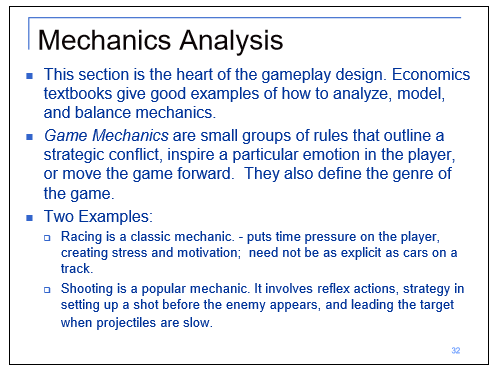 Mechanics Analysis
This section is the heart of the gameplay design. Economics
textbooks give good examples of how to analyze, model,
and balance mechanics.
Game Mechanics are small groups of rules that outline a
strategic conflict, inspire a particular emotion in the player,
or move the game forward.  They also define the genre of
the game.
Two Examples:
Racing is a classic mechanic. - puts time pressure on the player,
creating stress and motivation;  need not be as explicit as cars on a
track.
Shooting is a popular mechanic. It involves reflex actions, strategy in
setting up a shot before the enemy appears, and leading the target
when projectiles are slow.
32